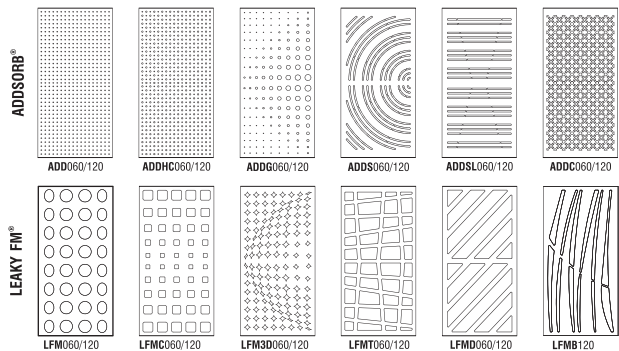 ADDSORB®
ADD060/120 ADDHC060/120 ADDG060/120 ADDS060/120 ADDSL060/120 ADDC060/120
LEAKY FM®
LFM060/120 LFMC060/120 LFM3D060/120 LFMT060/120 LFMD060/120 LFMB120